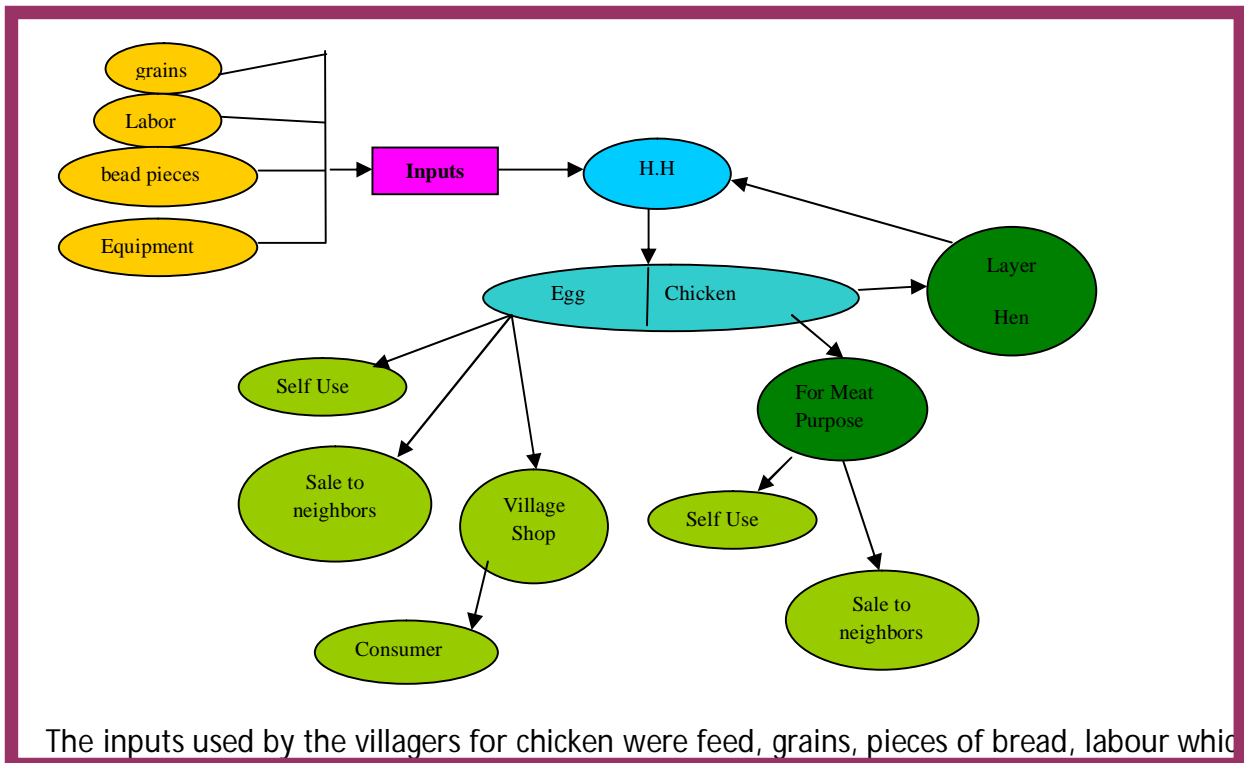 grains
Labor
bead pieces
Equipment
Inputs
H.H
Egg
Chicken
Layer
Hen
Self Use
Sale to
neighbors
Village
Shop
Consumer
For Meat
Purpose
Self Use
Sale to
neighbors
The inputs used by the villagers for chicken were feed, grains, pieces of bread, labour whic